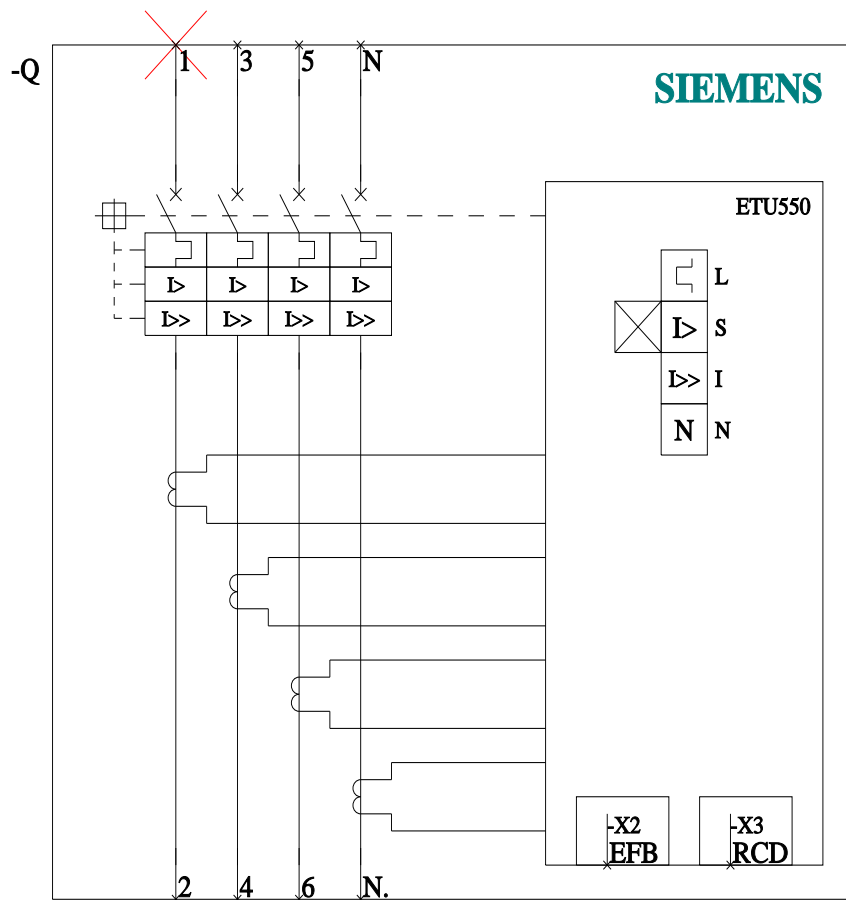 1 3 5 N
-Q
SIEMENS
ETU550
L
I> I> I> I>
I>> I>> I>> I>>
I> S
I>> I
N N
-X2 -X3
EFB RCD
2 4 6 N.